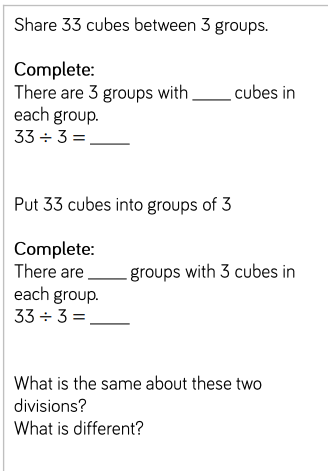 Share 33 cubes between 3 groups.
Complete:
There are 3 groups with ____ cubes in
each group.
33 ÷ 3 = ____
Put 33 cubes into groups of 3
Complete:
There are ____ groups with 3 cubes in
each group.
33 ÷ 3 = ____
What is the same about these two
divisions?
What is different?